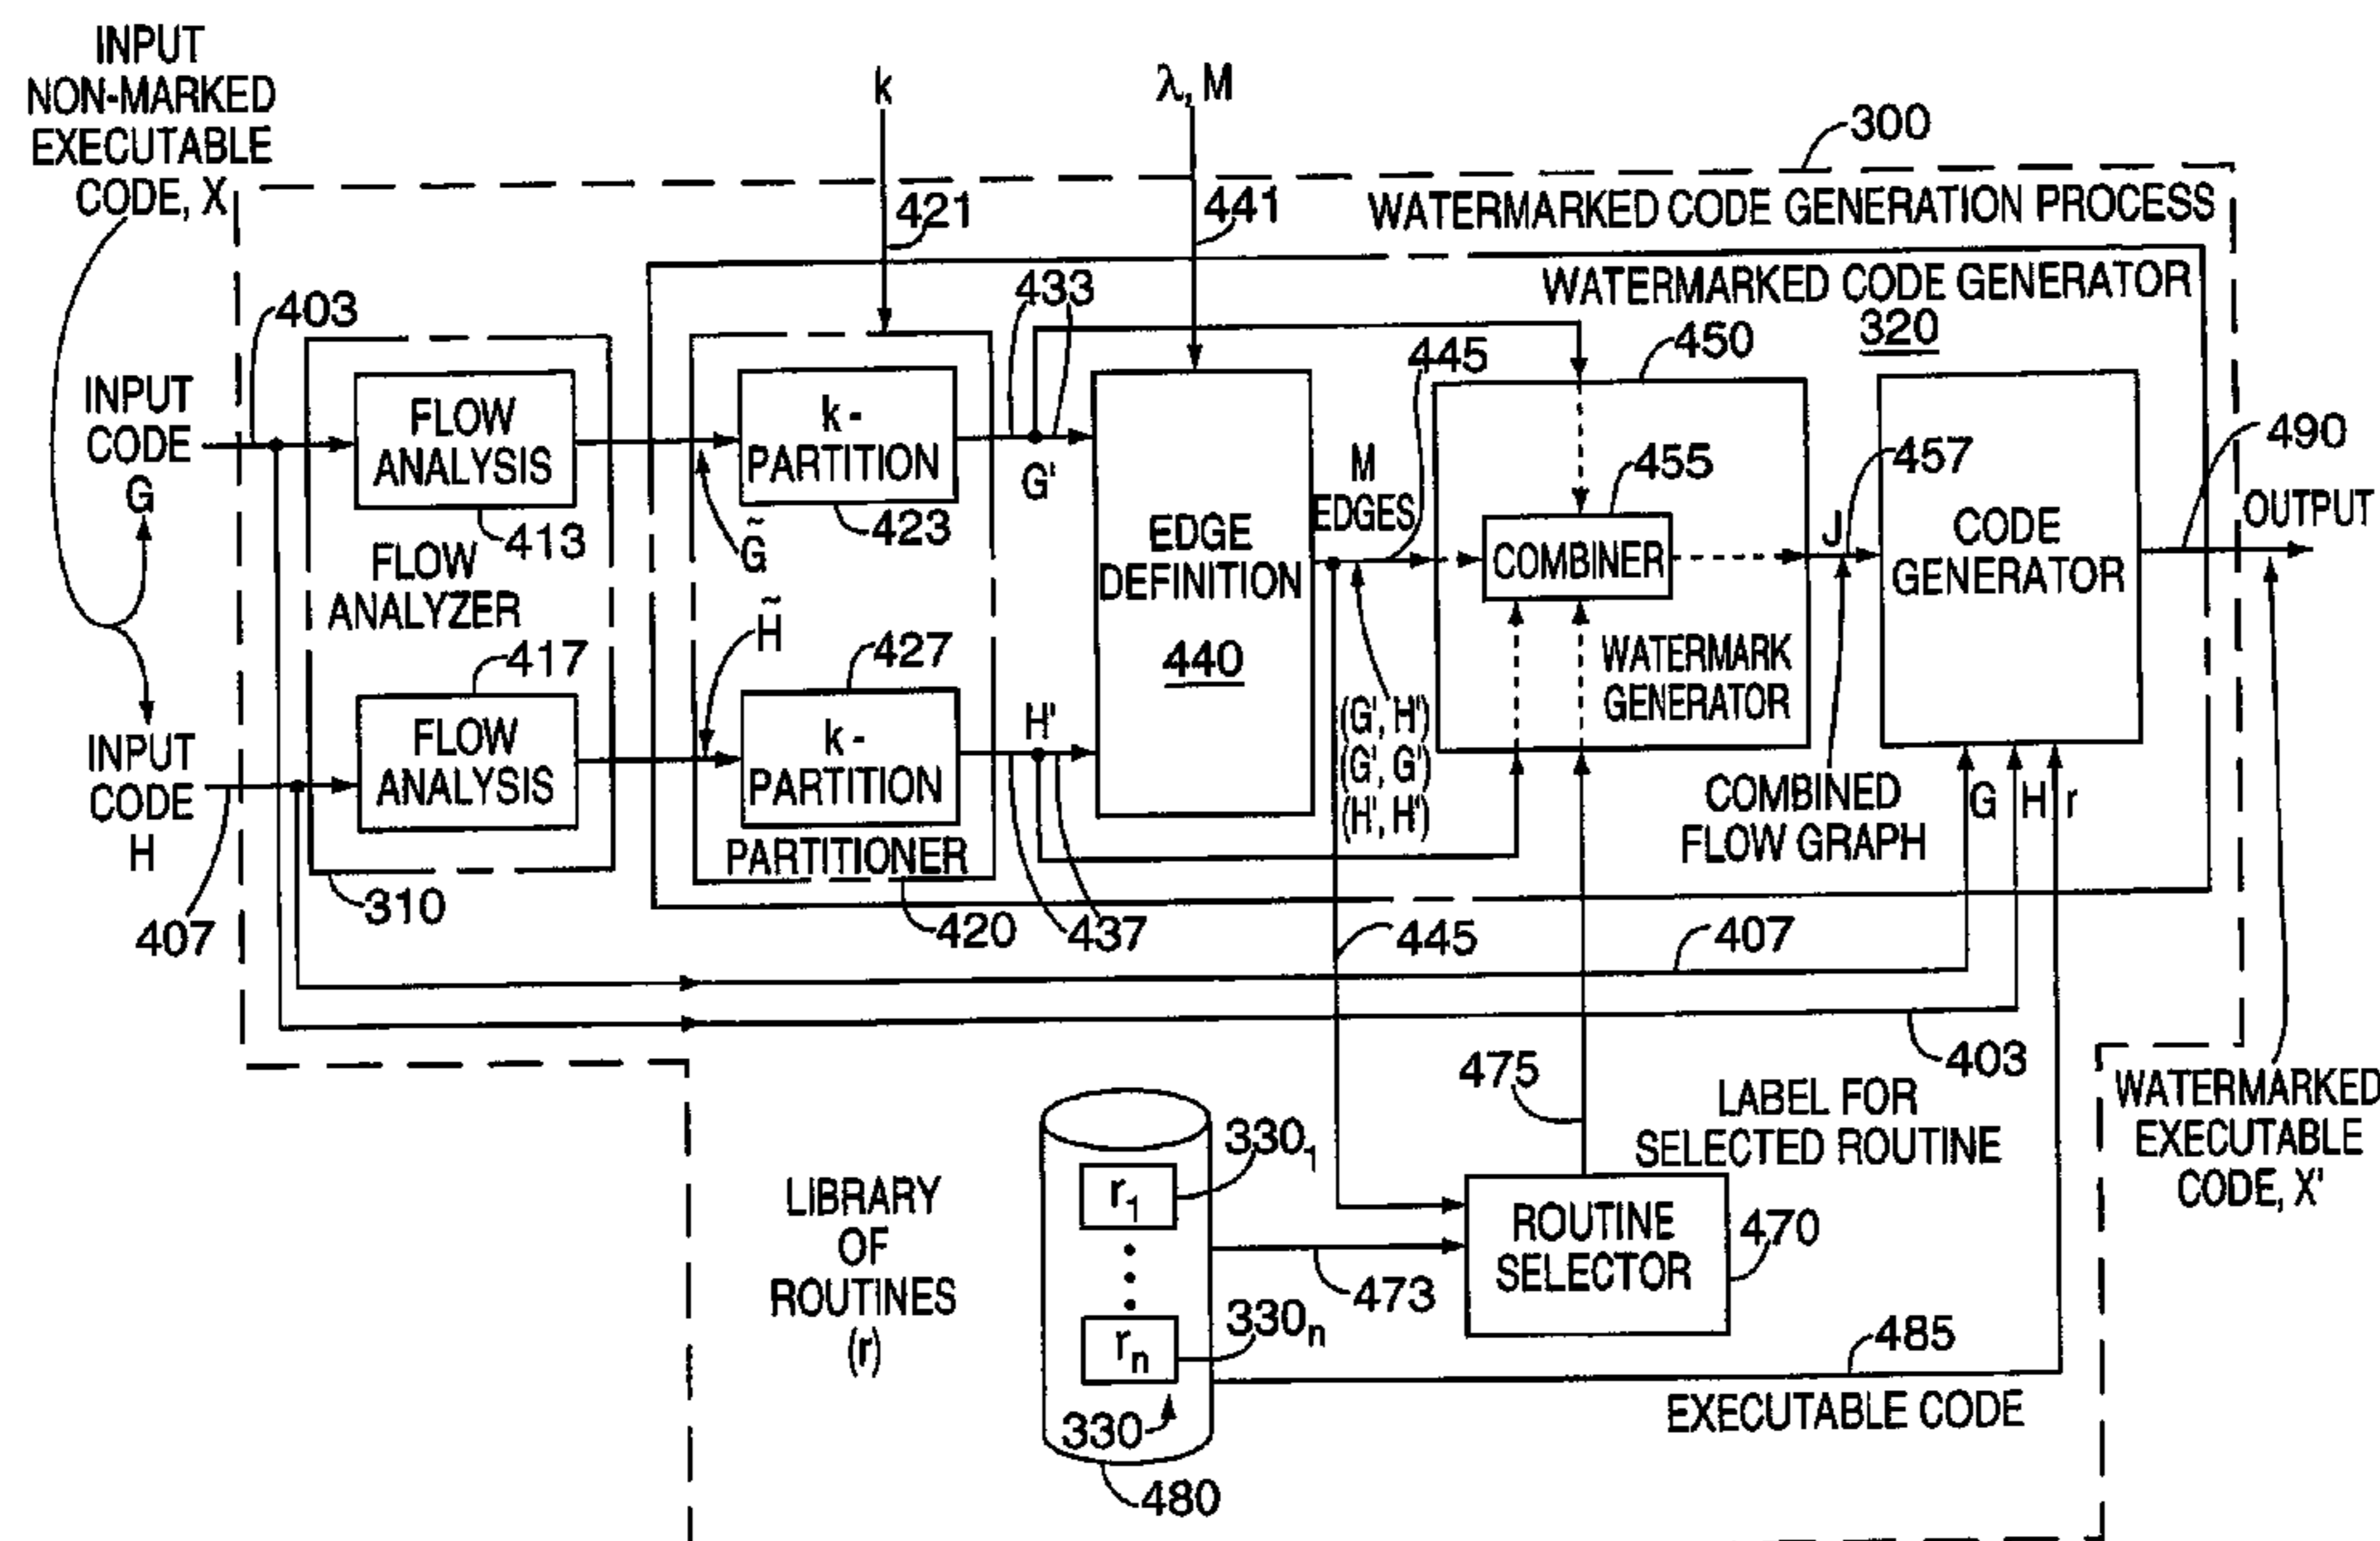 INPUT
NON-MARKED
EXECUTABLE
CODE, X
k
λ, M
300
421
441
WATERMARKED CODE GENERATION PROCESS
WATERMARKED CODE GENERATOR
320
403
433
445
450
INPUT
CODE
G
FLOW
ANALYSIS
413
k-
PARTITION
423
G'
G̃
M
EDGES
455
COMBINER
J
457
CODE
GENERATOR
490
OUTPUT
FLOW
ANALYZER
EDGE
DEFINITION
440
H̃
417
427
WATERMARK
GENERATOR
(G', H')
(G', G')
(H', H')
INPUT
CODE
H
FLOW
ANALYSIS
k-
PARTITION
H'
PARTITIONER
COMBINED
FLOW GRAPH
G H r
407
310
420
437
445
407
403
475
LABEL FOR
SELECTED ROUTINE
WATERMARKED
EXECUTABLE
CODE, X'
LIBRARY
OF
ROUTINES
(r)
r1
3301
rn
330n
330
480
473
ROUTINE
SELECTOR
470
485
EXECUTABLE CODE